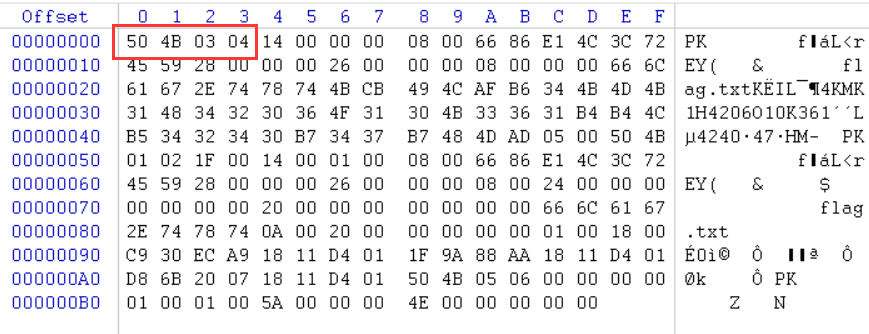 Offset 0 1 2 3 4 5 6 7 8 9 A B C D E F
00000000 50 4B 03 04 14 00 00 00 08 00 66 86 E1 4C 3C 72 PK f▮áL<r
00000010 45 59 28 00 00 00 26 00 00 00 08 00 00 00 66 6C EY( & fl
00000020 61 67 2E 74 78 74 4B CB 49 4C AF B6 34 4B 4D 4B ag.txtKËIL¯¶4KMK
00000030 31 48 34 32 30 36 4F 31 30 4B 33 36 31 B4 B4 4C 1H4206O10K361´´L
00000040 B5 34 32 34 30 B7 34 37 B7 48 4D AD 05 00 50 4B µ4240·47·HM- PK
00000050 01 02 1F 00 14 00 01 00 08 00 66 86 E1 4C 3C 72 f▮áL<r
00000060 45 59 28 00 00 00 26 00 00 00 08 00 24 00 00 00 EY( & $
00000070 00 00 00 00 20 00 00 00 00 00 00 00 66 6C 61 67 flag
00000080 2E 74 78 74 0A 00 20 00 00 00 00 00 01 00 18 00 .txt
00000090 C9 30 EC A9 18 11 D4 01 1F 9A 88 AA 18 11 D4 01 É0ì© Ô ▮▮ª Ô
000000A0 D8 6B 20 07 18 11 D4 01 50 4B 05 06 00 00 00 00 Øk Ô PK
000000B0 01 00 01 00 5A 00 00 00 4E 00 00 00 00 00 Z N